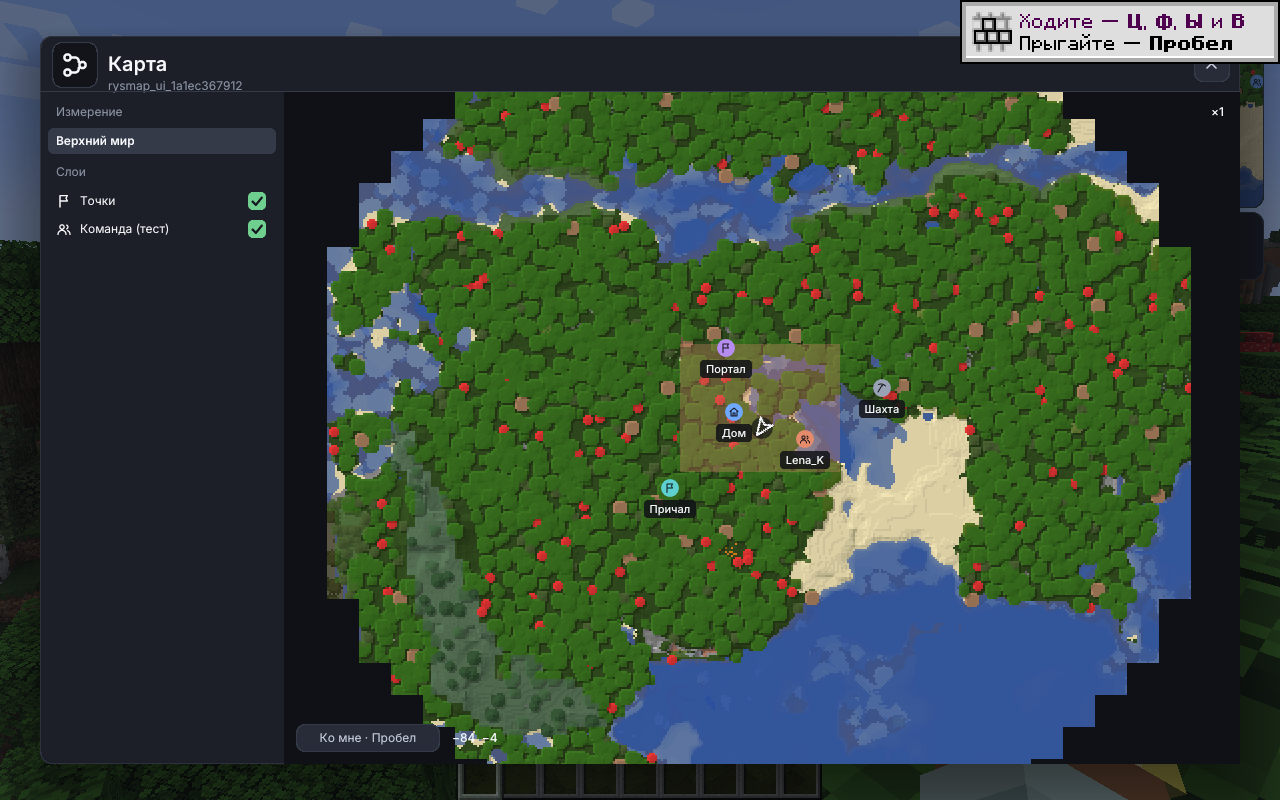 Ходите — Ц, Ф, Ы и В
Прыгайте — Пробел
Карта
rysmap_ui_1a1ec367912
Измерение
Верхний мир
Слои
Точки
Команда (тест)
×1
Портал
Шахта
Дом
Lena_K
Причал
Ко мне · Пробел
-84, -4